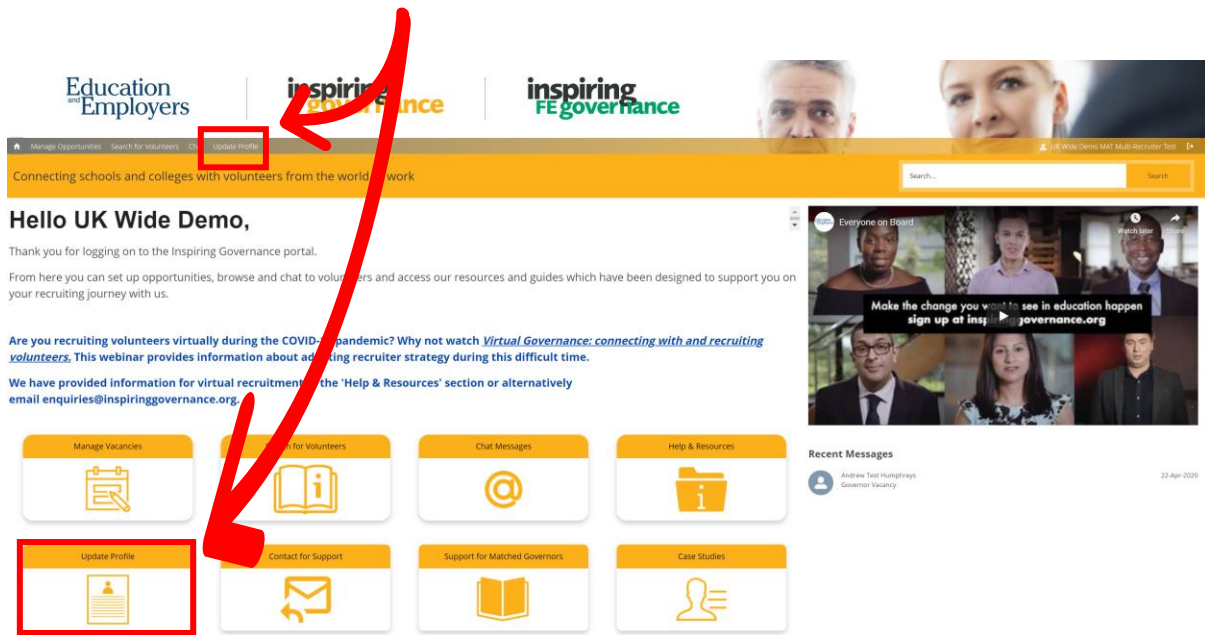 Education
and Employers
inspiring
governance
inspiring
FE governance
Manage Opportunities Search for Volunteers Update Profile
UK Wide Demo MAT Multi-Recruiter Test
Connecting schools and colleges with volunteers from the world work
Search...
Search
Hello UK Wide Demo,
Thank you for logging on to the Inspiring Governance portal.
From here you can set up opportunities, browse and chat to volunteers and access our resources and guides which have been designed to support you on
your recruiting journey with us.
Are you recruiting volunteers virtually during the COVID- pandemic? Why not watch Virtual Governance: connecting with and recruiting
volunteers. This webinar provides information about adapting recruiter strategy during this difficult time.
We have provided information for virtual recruitment the 'Help & Resources' section or alternatively
email enquiries@inspiringgovernance.org.
Everyone on Board
Watch later
Share
Make the change you want to see in education happen
sign up at inspiringgovernance.org
Manage Vacancies
Search for Volunteers
Chat Messages
Help & Resources
Update Profile
Contact for Support
Support for Matched Governors
Case Studies
Recent Messages
Andrew Test Humphreys
22-Apr-2020
Governor Vacancy